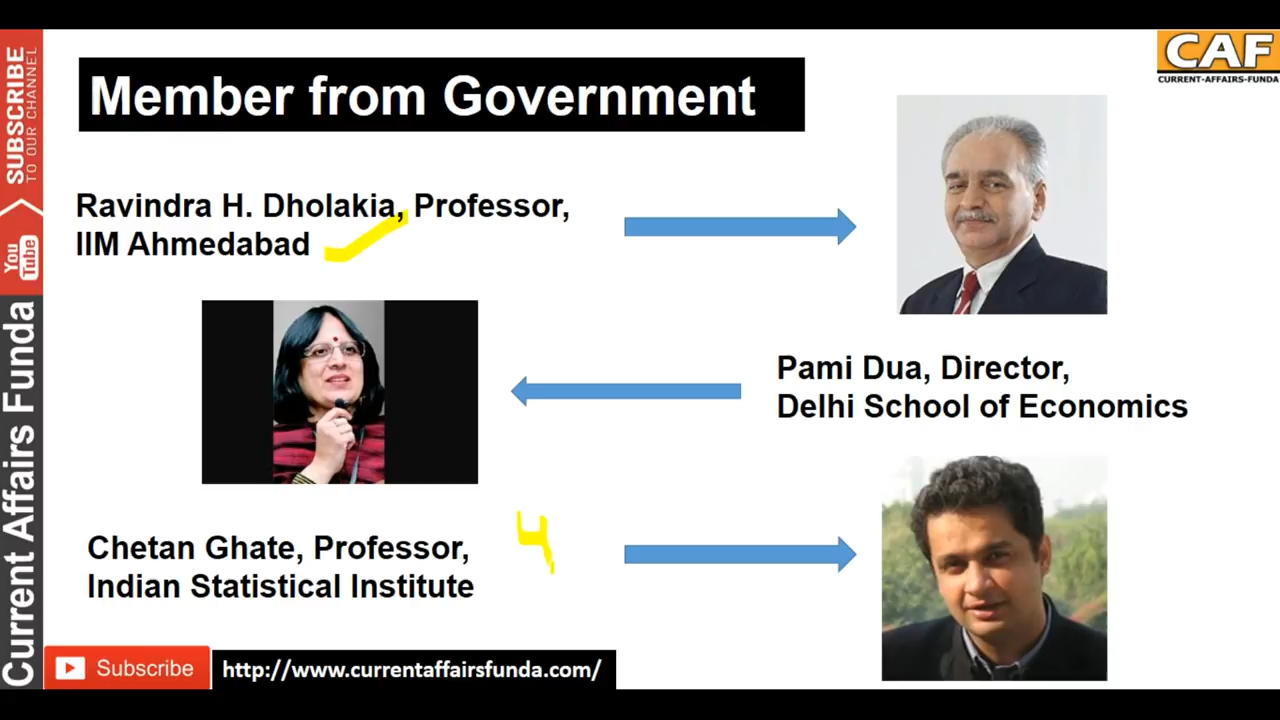 SUBSCRIBE
TO OUR CHANNEL
You
Tube
Current Affairs Funda
CAF
CURRENT-AFFAIRS-FUNDA
Member from Government
Ravindra H. Dholakia, Professor,
IIM Ahmedabad
Pami Dua, Director,
Delhi School of Economics
Chetan Ghate, Professor,
Indian Statistical Institute
4
Subscribe
http://www.currentaffairsfunda.com/